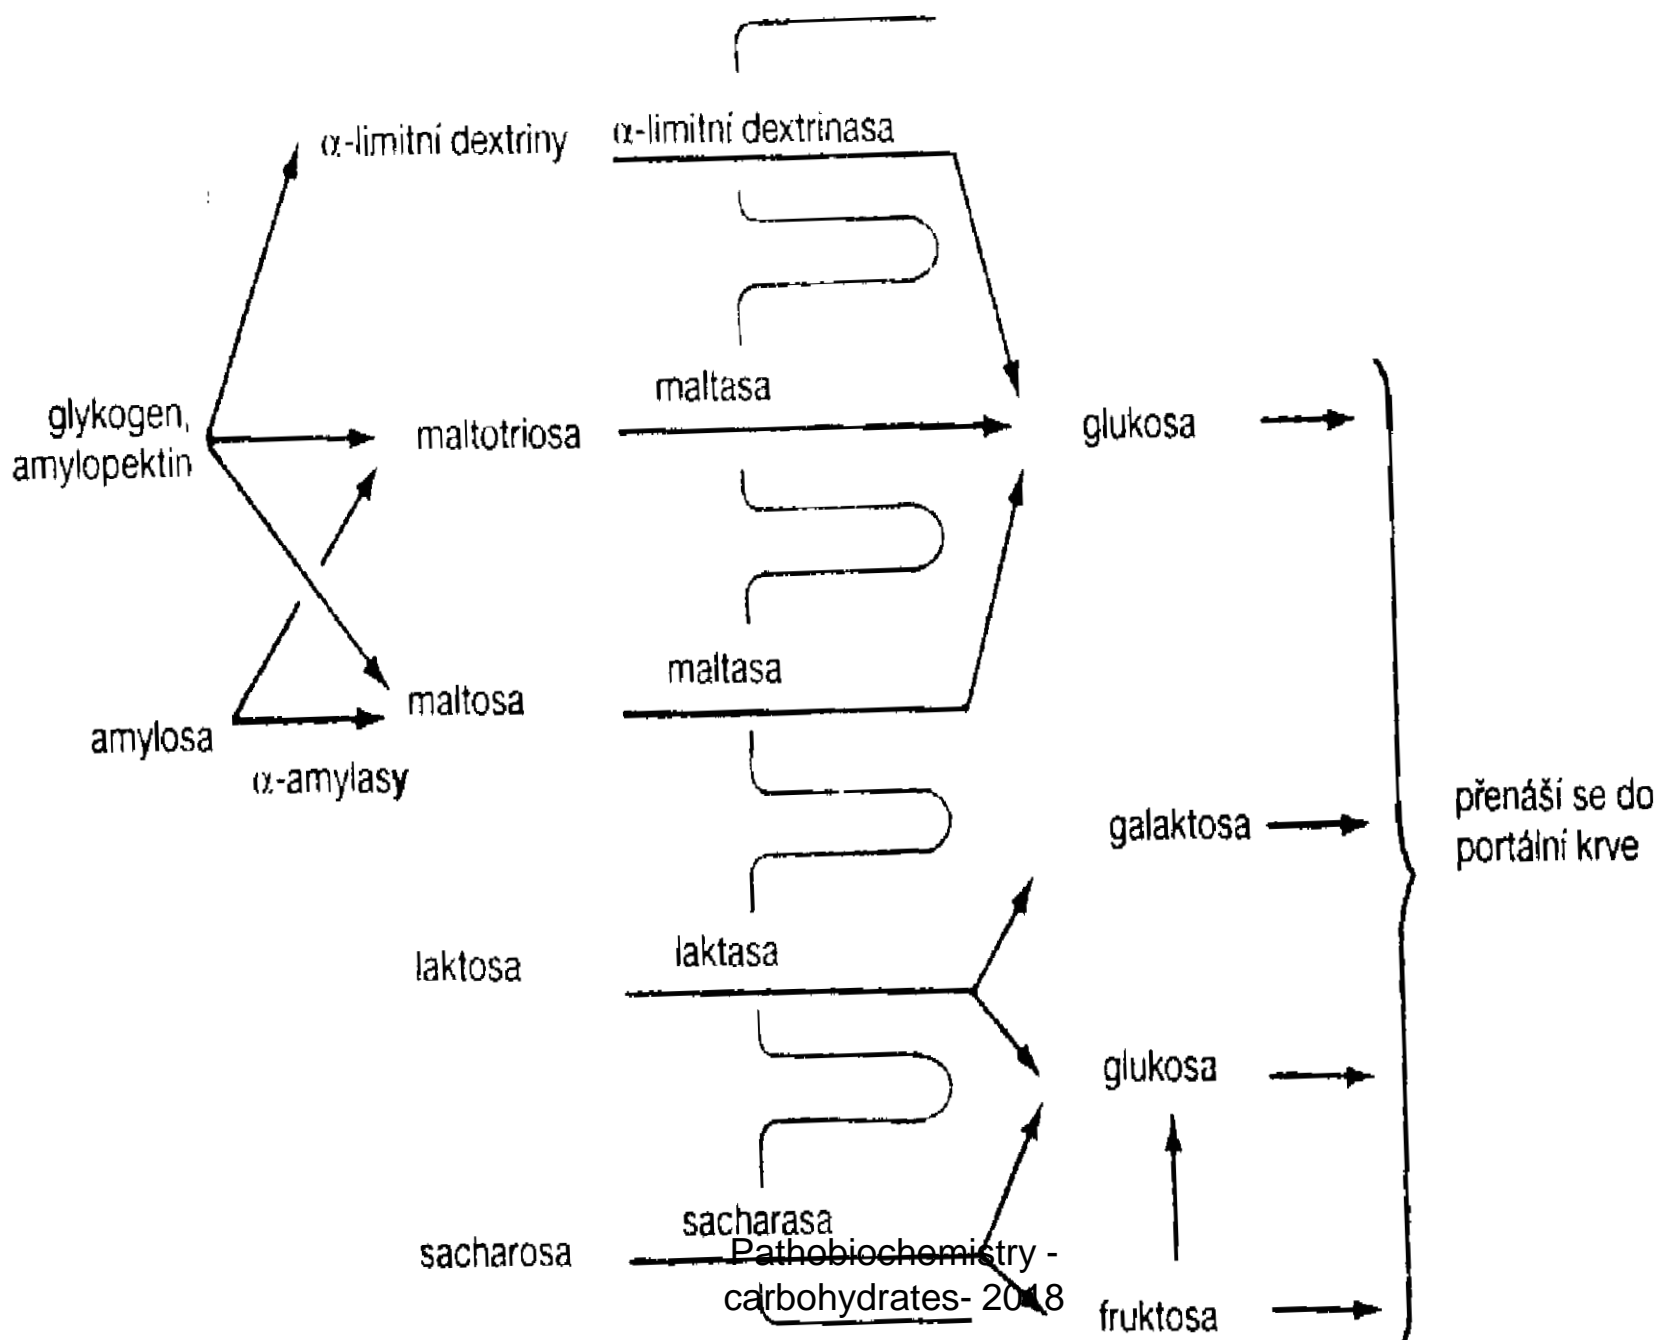 α-limitní dextriny
α-limitní dextrinasa
glykogen,
amylopektin
maltotriosa
maltasa
glukosa
amylosa
α-amylasy
maltosa
maltasa
galaktosa
přenáší se do
portální krve
laktosa
laktasa
glukosa
sacharosa
sacharasa
fruktosa
Pathobiochemistry -
carbohydrates- 2018